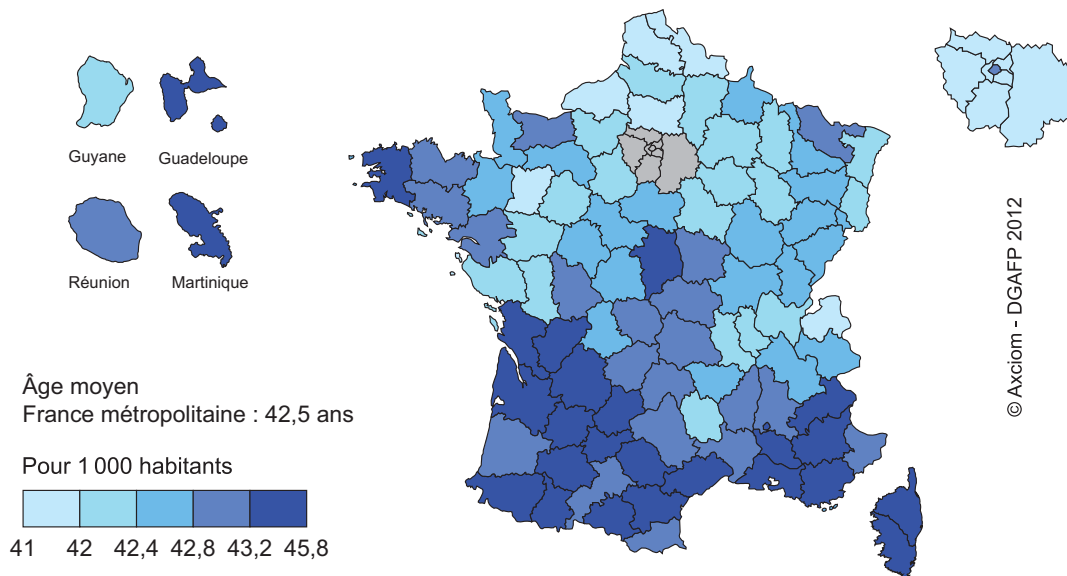 Guyane
Guadeloupe
Réunion
Martinique
Âge moyen
France métropolitaine : 42,5 ans
Pour 1 000 habitants
41 42 42,4 42,8 43,2 45,8
© Axciom - DGAFP 2012